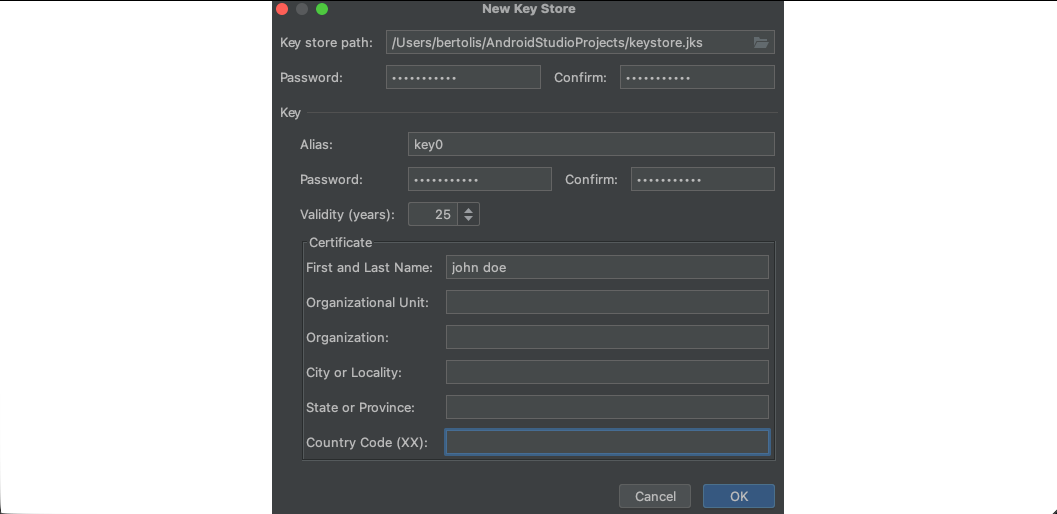 New Key Store
Key store path: /Users/bertolis/AndroidStudioProjects/keystore.jks
Password: ••••••••••• Confirm: •••••••••••
Key
Alias: key0
Password: ••••••••••• Confirm: •••••••••••
Validity (years): 25
Certificate
First and Last Name: john doe
Organizational Unit:
Organization:
City or Locality:
State or Province:
Country Code (XX):
Cancel OK